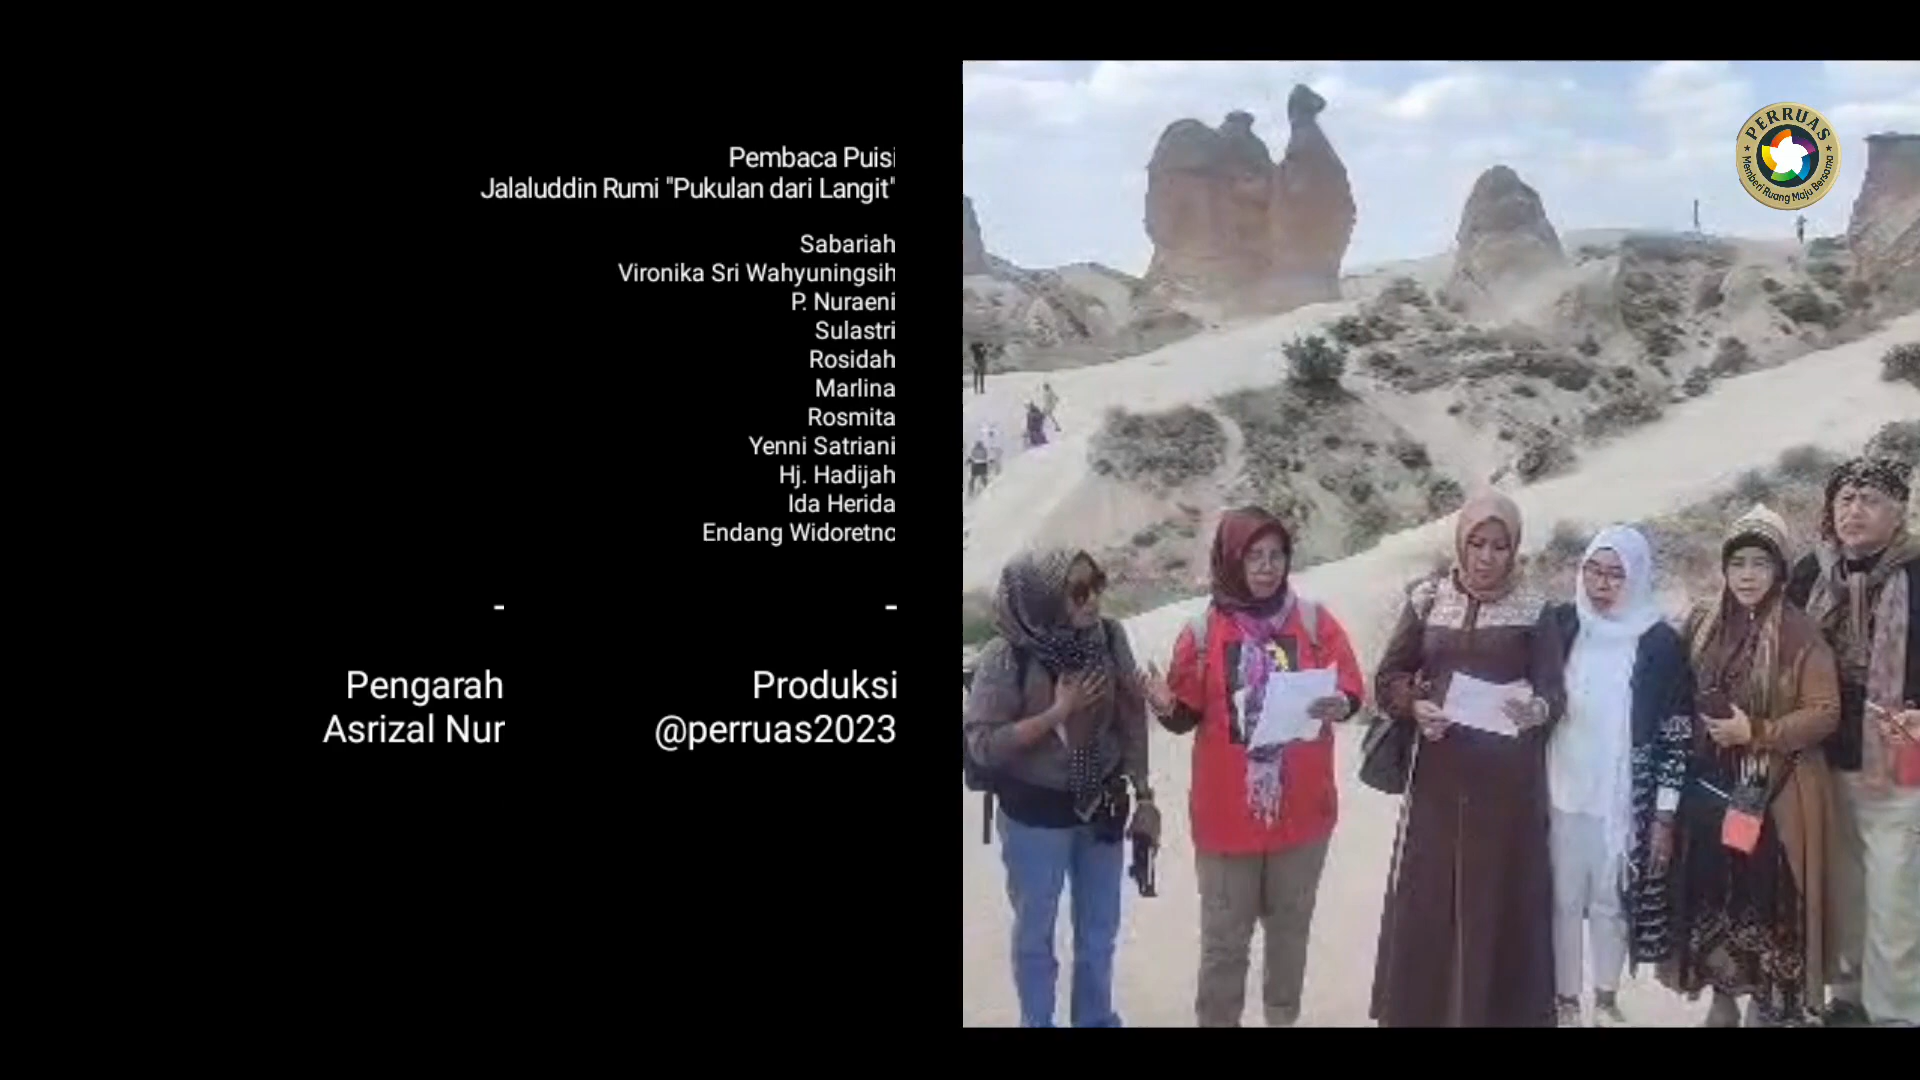 Pembaca Puisi
Jalaluddin Rumi "Pukulan dari Langit"
Sabariah
Vironika Sri Wahyuningsih
P. Nuraeni
Sulastri
Rosidah
Marlina
Rosmita
Yenni Satriani
Hj. Hadijah
Ida Herida
Endang Widoretno
-
-
Pengarah
Asrizal Nur
Produksi
@perruas2023
PERRUAS
Memberi Ruang Maju Bersama